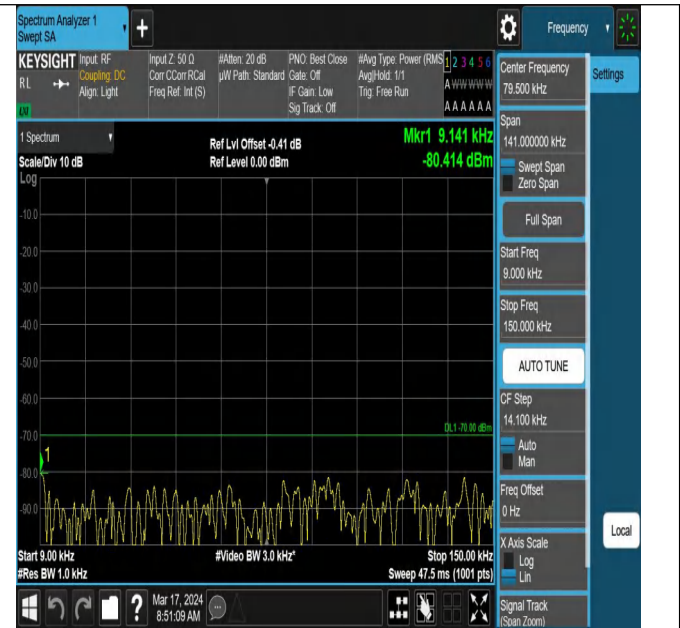 Spectrum Analyzer 1
Swept SA
+
Frequency
KEYSIGHT
RL
LXI
Input: RF
Coupling: DC
Align: Light
Input Z: 50 Ω
Corr CCorr RCal
Freq Ref: Int (S)
#Atten: 20 dB
µW Path: Standard
PNO: Best Close
Gate: Off
IF Gain: Low
Sig Track: Off
#Avg Type: Power (RMS
Avg|Hold: 1/1
Trig: Free Run
1 2 3 4 5 6
A W W W W W
A A A A A A
1 Spectrum
Scale/Div 10 dB
Log
Ref Lvl Offset -0.41 dB
Ref Level 0.00 dBm
Mkr1 9.141 kHz
-80.414 dBm
-10.0
-20.0
-30.0
-40.0
-50.0
-60.0
-70.0
DL1 -70.00 dBm
1
-80.0
-90.0
Start 9.00 kHz
#Res BW 1.0 kHz
#Video BW 3.0 kHz*
Stop 150.00 kHz
Sweep 47.5 ms (1001 pts)
?
Mar 17, 2024
8:51:09 AM
Center Frequency
79.500 kHz
Settings
Span
141.000000 kHz
Swept Span
Zero Span
Full Span
Start Freq
9.000 kHz
Stop Freq
150.000 kHz
AUTO TUNE
CF Step
14.100 kHz
Auto
Man
Freq Offset
0 Hz
Local
X Axis Scale
Log
Lin
Signal Track
(Span Zoom)